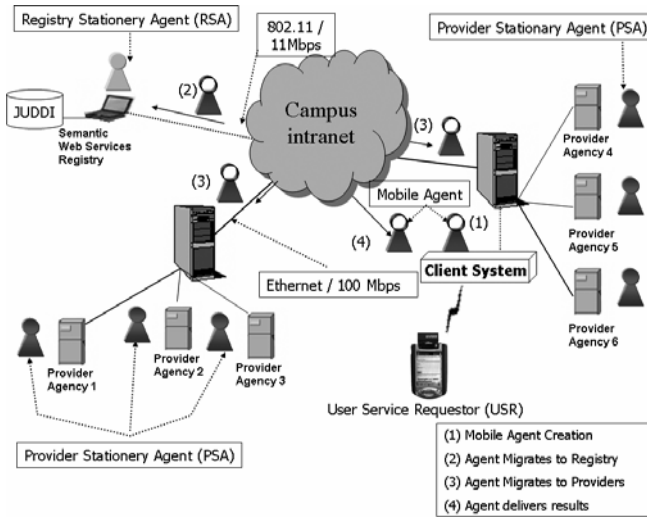 Registry Stationery Agent (RSA)
802.11 /
11Mbps
Provider Stationary Agent (PSA)
(2)
JUDDI
Semantic
Web Services
Registry
Campus
intranet
(3)
Provider
Agency 4
(3)
Mobile Agent
(4)
(1)
Provider
Agency 5
Client System
Ethernet / 100 Mbps
Provider
Agency 6
Provider
Agency 1
Provider
Agency 2
Provider
Agency 3
User Service Requestor (USR)
Provider Stationery Agent (PSA)
(1) Mobile Agent Creation
(2) Agent Migrates to Registry
(3) Agent Migrates to Providers
(4) Agent delivers results